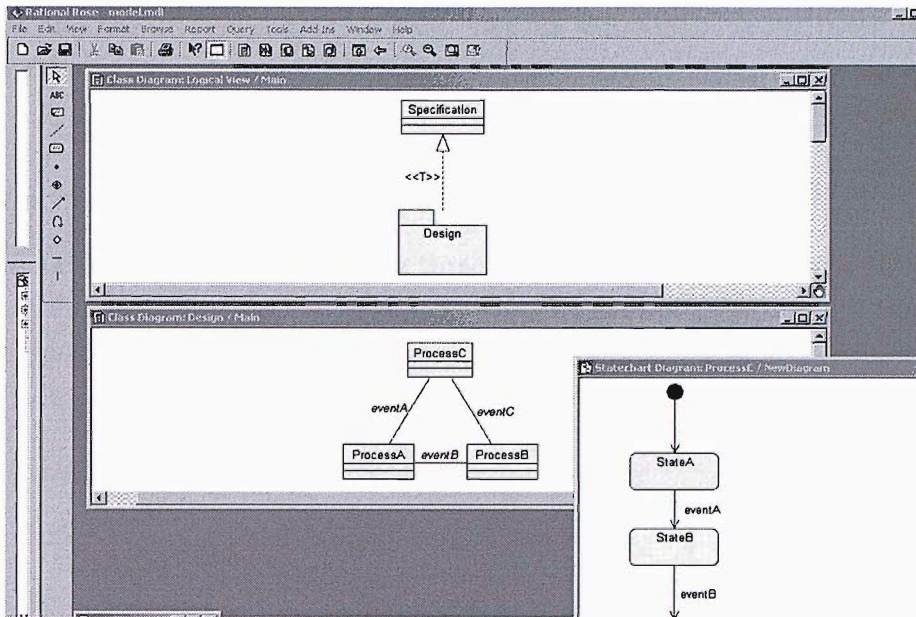 Rational Rose - model.mdl
File Edit View Format Browse Report Query Tools Add-Ins Window Help
ABC
Class Diagram: Logical View / Main
Specification
<<T>>
Design
Class Diagram: Design / Main
ProcessC
eventA
eventC
ProcessA
eventB
ProcessB
Statechart Diagram: ProcessC / NewDiagram
StateA
eventA
StateB
eventB